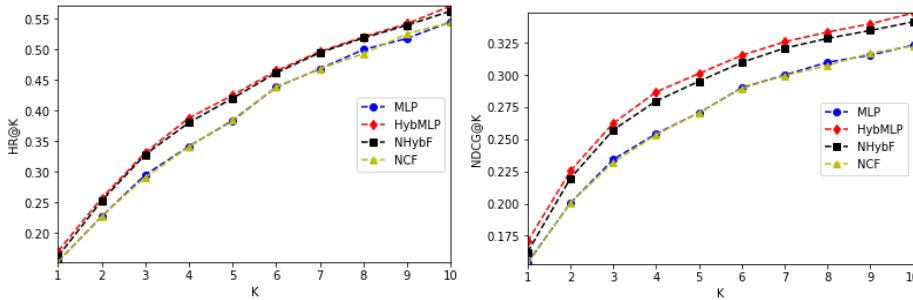 HR@K
0.55
0.50
0.45
0.40
0.35
0.30
0.25
0.20
MLP
HybMLP
NHybF
NCF
1 2 3 4 5 6 7 8 9 10
K
NDCG@K
0.325
0.300
0.275
0.250
0.225
0.200
0.175
MLP
HybMLP
NHybF
NCF
1 2 3 4 5 6 7 8 9 10
K